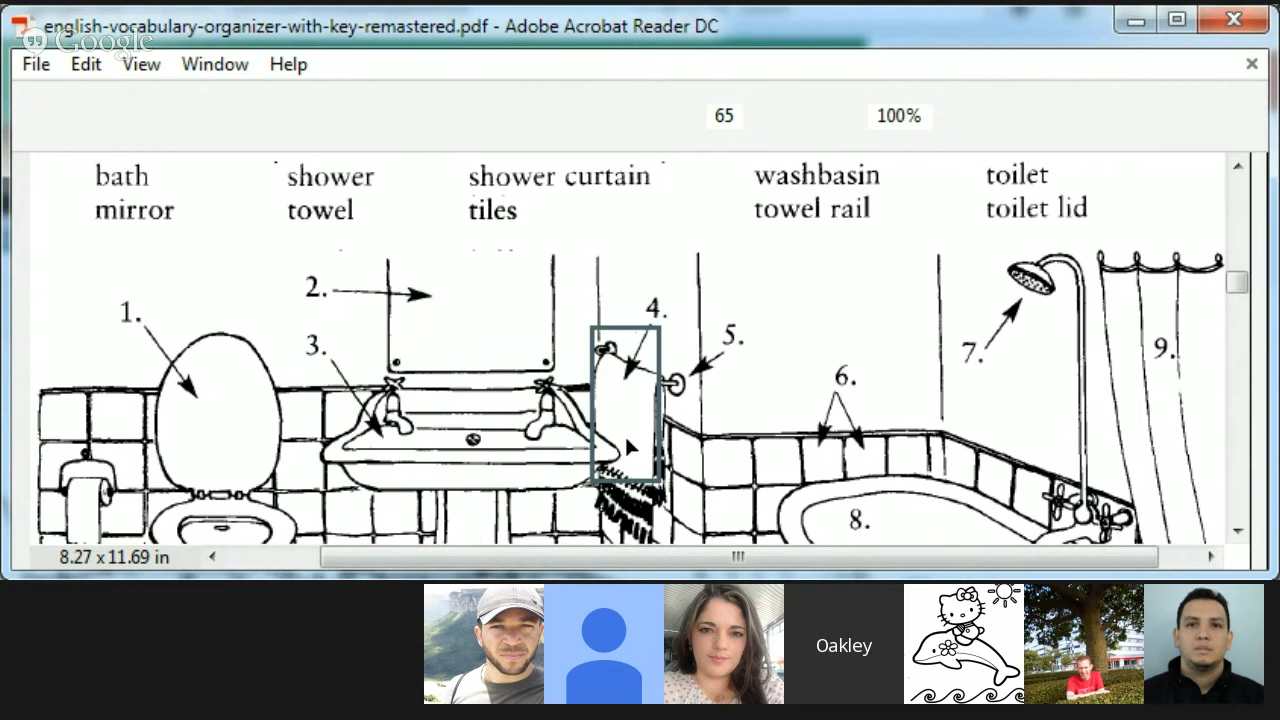 english-vocabulary-organizer-with-key-remastered.pdf - Adobe Acrobat Reader DC
Google
File Edit View Window Help
65 100%
bath shower shower curtain washbasin toilet
mirror towel tiles towel rail toilet lid
1.
2.
3.
4.
5.
6.
7.
8.
9.
8.27 x 11.69 in
Oakley